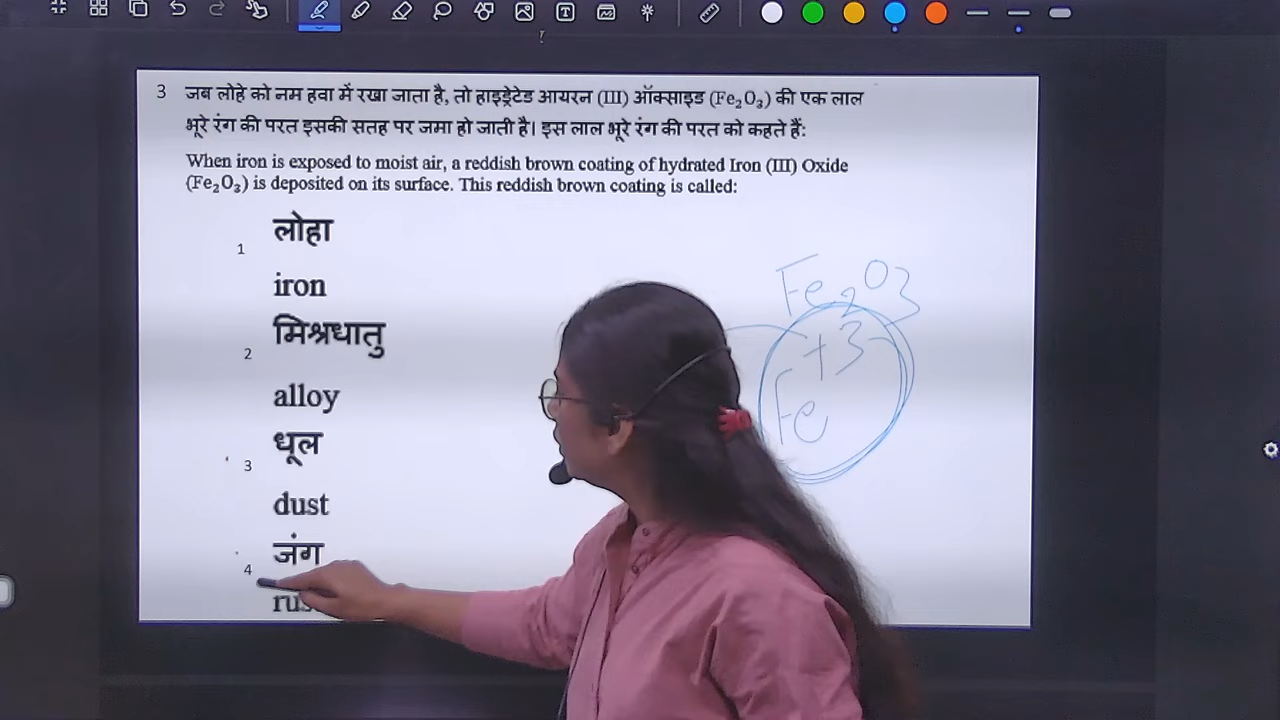 3 जब लोहे को नम हवा में रखा जाता है, तो हाइड्रेटेड आयरन (III) ऑक्साइड (Fe₂O₃) की एक लाल
भूरे रंग की परत इसकी सतह पर जमा हो जाती है। इस लाल भूरे रंग की परत को कहते हैं:
When iron is exposed to moist air, a reddish brown coating of hydrated Iron (III) Oxide
(Fe₂O₃) is deposited on its surface. This reddish brown coating is called:
लोहा
1
iron
मिश्रधातु
2
alloy
धूल
3
dust
जंग
4
Fe₂O3
+3
Fe